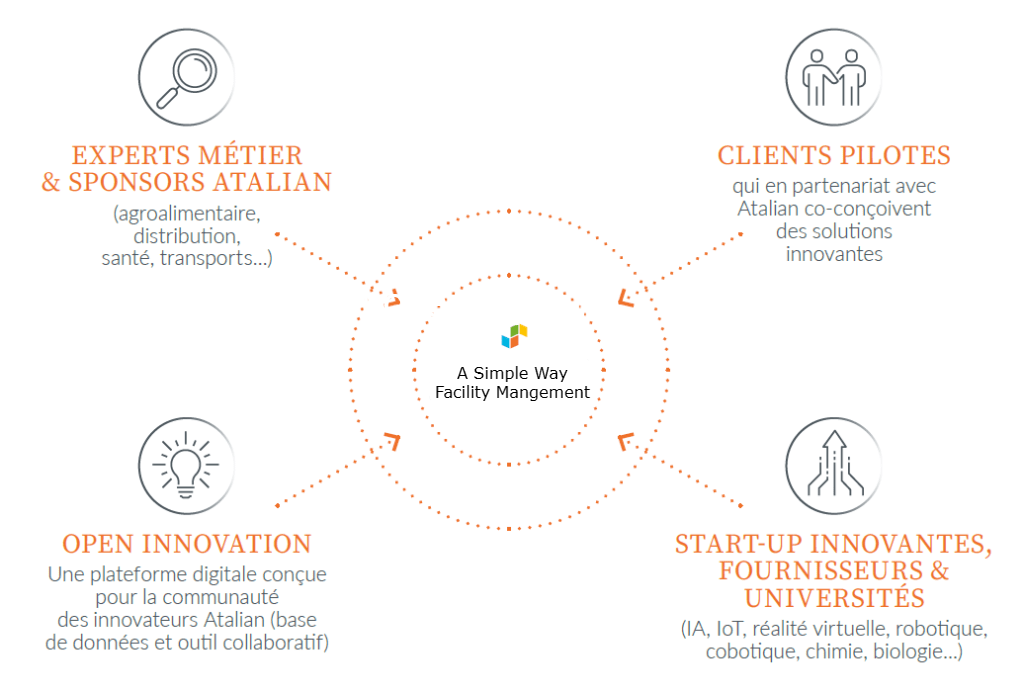 EXPERTS MÉTIER
& SPONSORS ATALIAN
(agroalimentaire,
distribution,
santé, transports...)
CLIENTS PILOTES
qui en partenariat avec
Atalian co-conçoivent
des solutions
innovantes
A Simple Way
Facility Mangement
OPEN INNOVATION
Une plateforme digitale conçue
pour la communauté
des innovateurs Atalian (base
de données et outil collaboratif)
START-UP INNOVANTES,
FOURNISSEURS &
UNIVERSITÉS
(IA, IoT, réalité virtuelle, robotique,
cobotique, chimie, biologie...)